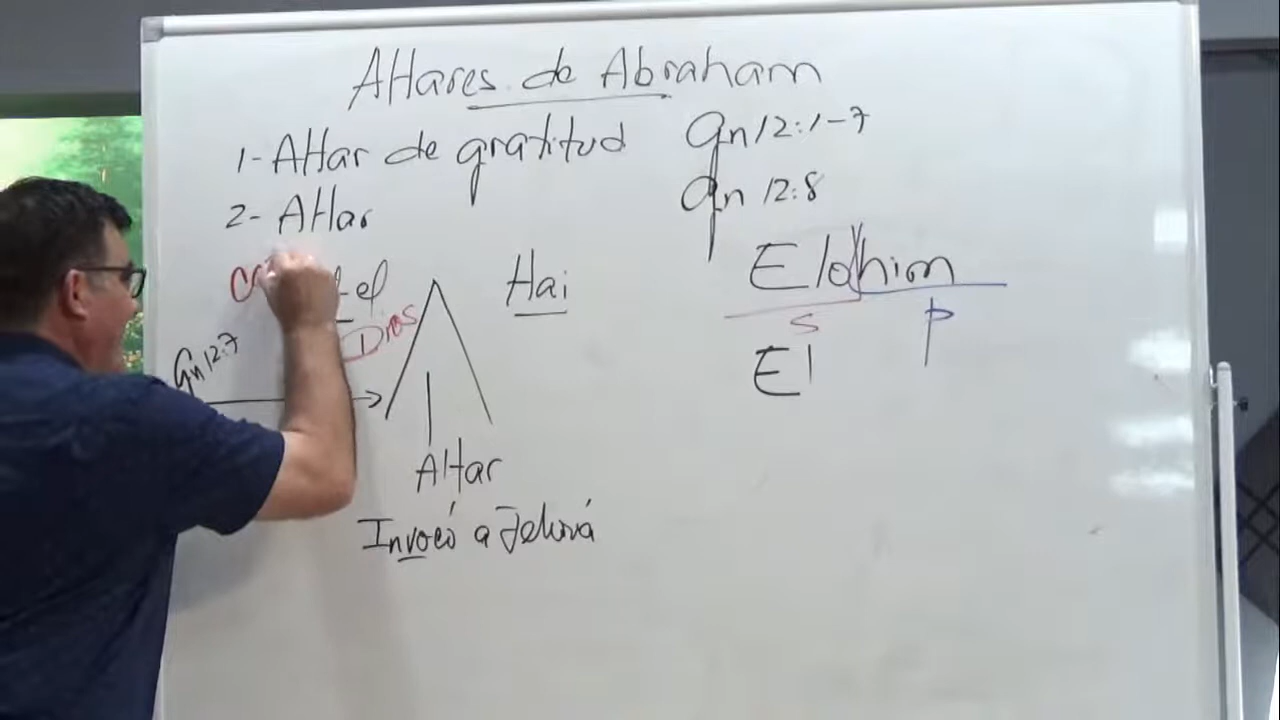 Altares de Abraham
1- Altar de gratitud Gn 12:1-7
2- Altar Gn 12:8
el Hai Elohim
Dios S P
Gn 12:7 El
Altar
Invocó a Jehová